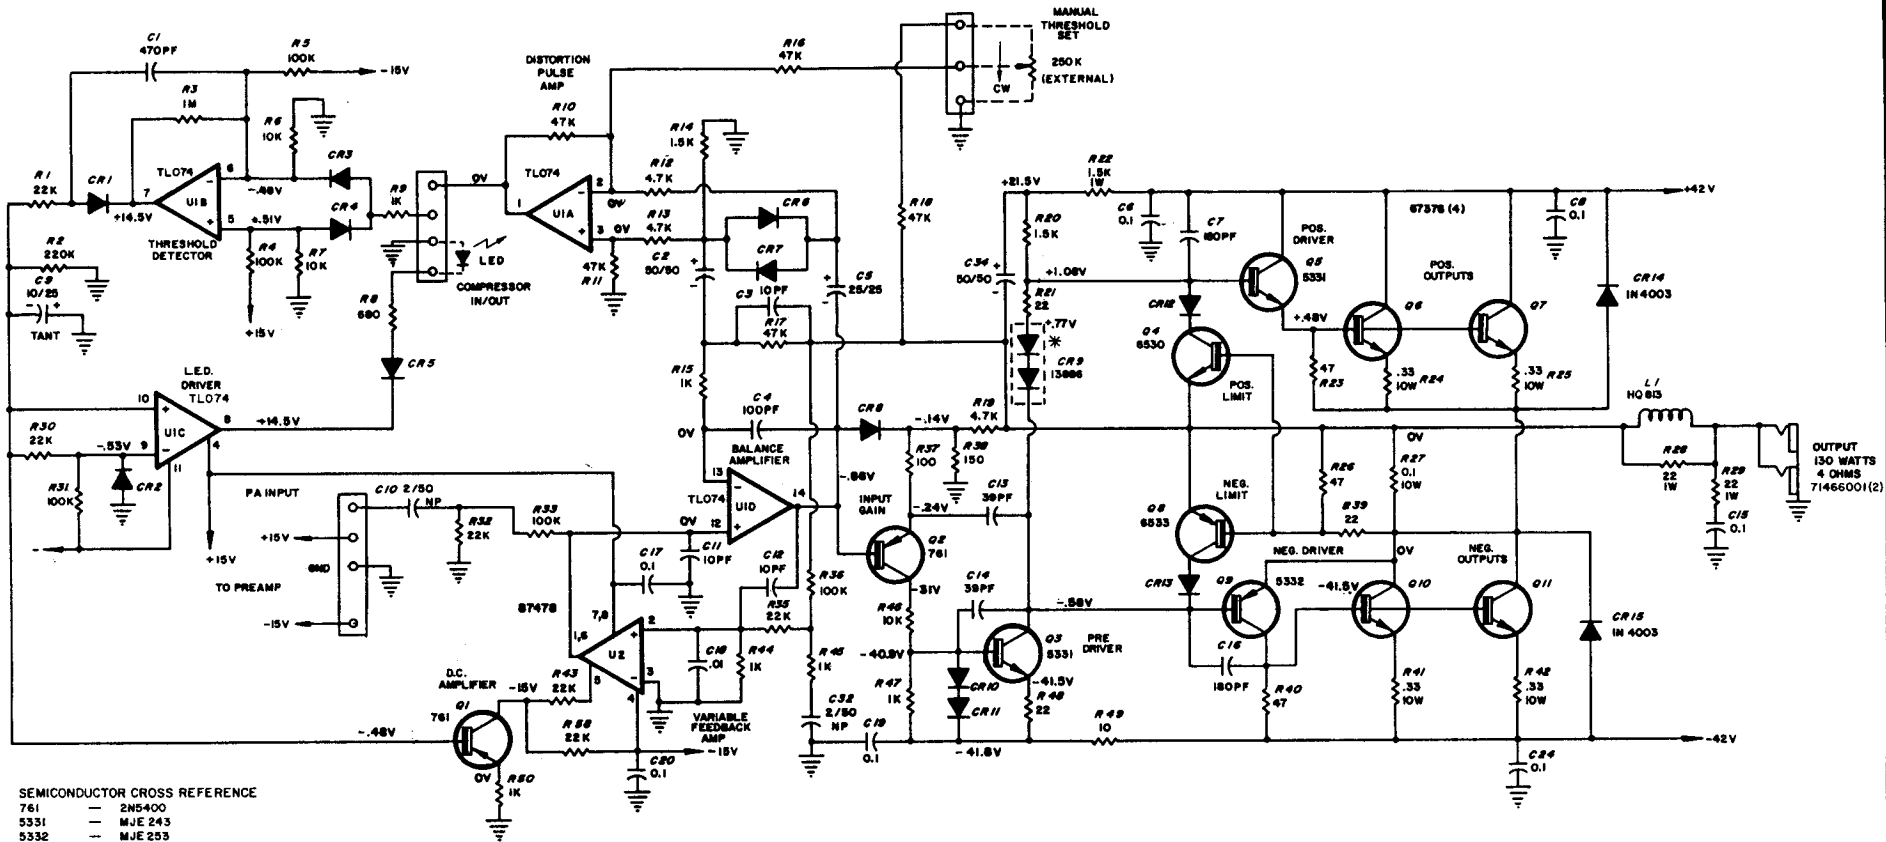 C1
470PF
R5
100K
-15V
R3
1M
R6
10K
R1
22K
CR1
TL074
U1B
6
-.48V
7
+14.5V
5
+.51V
THRESHOLD
DETECTOR
CR3
CR4
R9
1K
R4
100K
R7
10K
+15V
R2
220K
C9
10/25
TANT
R8
680
CR5
LED
COMPRESSOR
IN/OUT
0V
DISTORTION
PULSE
AMP
R10
47K
TL074
U1A
1
2
0V
3
0V
R11
47K
R12
4.7K
R13
4.7K
R14
1.5K
C2
50/50
CR6
CR7
C3
10PF
R17
47K
C5
25/25
R16
47K
R18
47K
MANUAL
THRESHOLD
SET
250K
(EXTERNAL)
CW
L.E.D.
DRIVER
TL074
U1C
10
9
-.53V
8
+14.5V
4
11
R30
22K
R31
100K
CR2
+15V
-
PA INPUT
C10 2/50
NP
R32
22K
+15V
GND
TO PREAMP
-15V
R33
100K
R15
1K
0V
C4
100PF
BALANCE
AMPLIFIER
TL074
U1D
13
12
14
0V
-.86V
C17
0.1
C11
10PF
C12
10PF
R35
22K
R36
100K
87478
7,8
1,6
U2
2
3
4
5
C18
.01
R44
1K
R45
1K
C32
2/50
NP
VARIABLE
FEEDBACK
AMP
D.C.
AMPLIFIER
Q1
761
-15V
R43
22K
R58
22K
-15V
C20
0.1
-.48V
0V
R50
1K
CR8
-.14V
R19
4.7K
R37
100
R38
150
INPUT
GAIN
-.24V
Q2
761
C13
39PF
-31V
R46
10K
C14
39PF
-40.9V
R47
1K
CR10
CR11
Q3
5331
PRE
DRIVER
-41.5V
R48
22
C19
0.1
-41.8V
R49
10
-.58V
+21.5V
R22
1.5K
1W
R20
1.5K
C34
50/50
+1.08V
R21
22
+.77V
*
CR9
13886
C6
0.1
C7
180PF
CR12
Q4
6530
POS.
LIMIT
POS.
DRIVER
Q5
5331
+.48V
67376 (4)
POS.
OUTPUTS
Q6
Q7
47
R23
.33
10W
R24
.33
10W
R25
C8
0.1
+42V
CR14
1N4003
L1
HQ813
0V
R26
47
R27
0.1
10W
R28
22
1W
R29
22
1W
C15
0.1
OUTPUT
130 WATTS
4 OHMS
71466001(2)
NEG.
LIMIT
Q8
6533
R39
22
CR13
NEG. DRIVER
Q9
5332
0V
-41.5V
NEG.
OUTPUTS
Q10
Q11
CR15
1N 4003
C16
180PF
R40
47
R41
.33
10W
R42
.33
10W
-42V
C24
0.1
SEMICONDUCTOR CROSS REFERENCE
761 — 2N5400
5331 — MJE 243
5332 — MJE 253